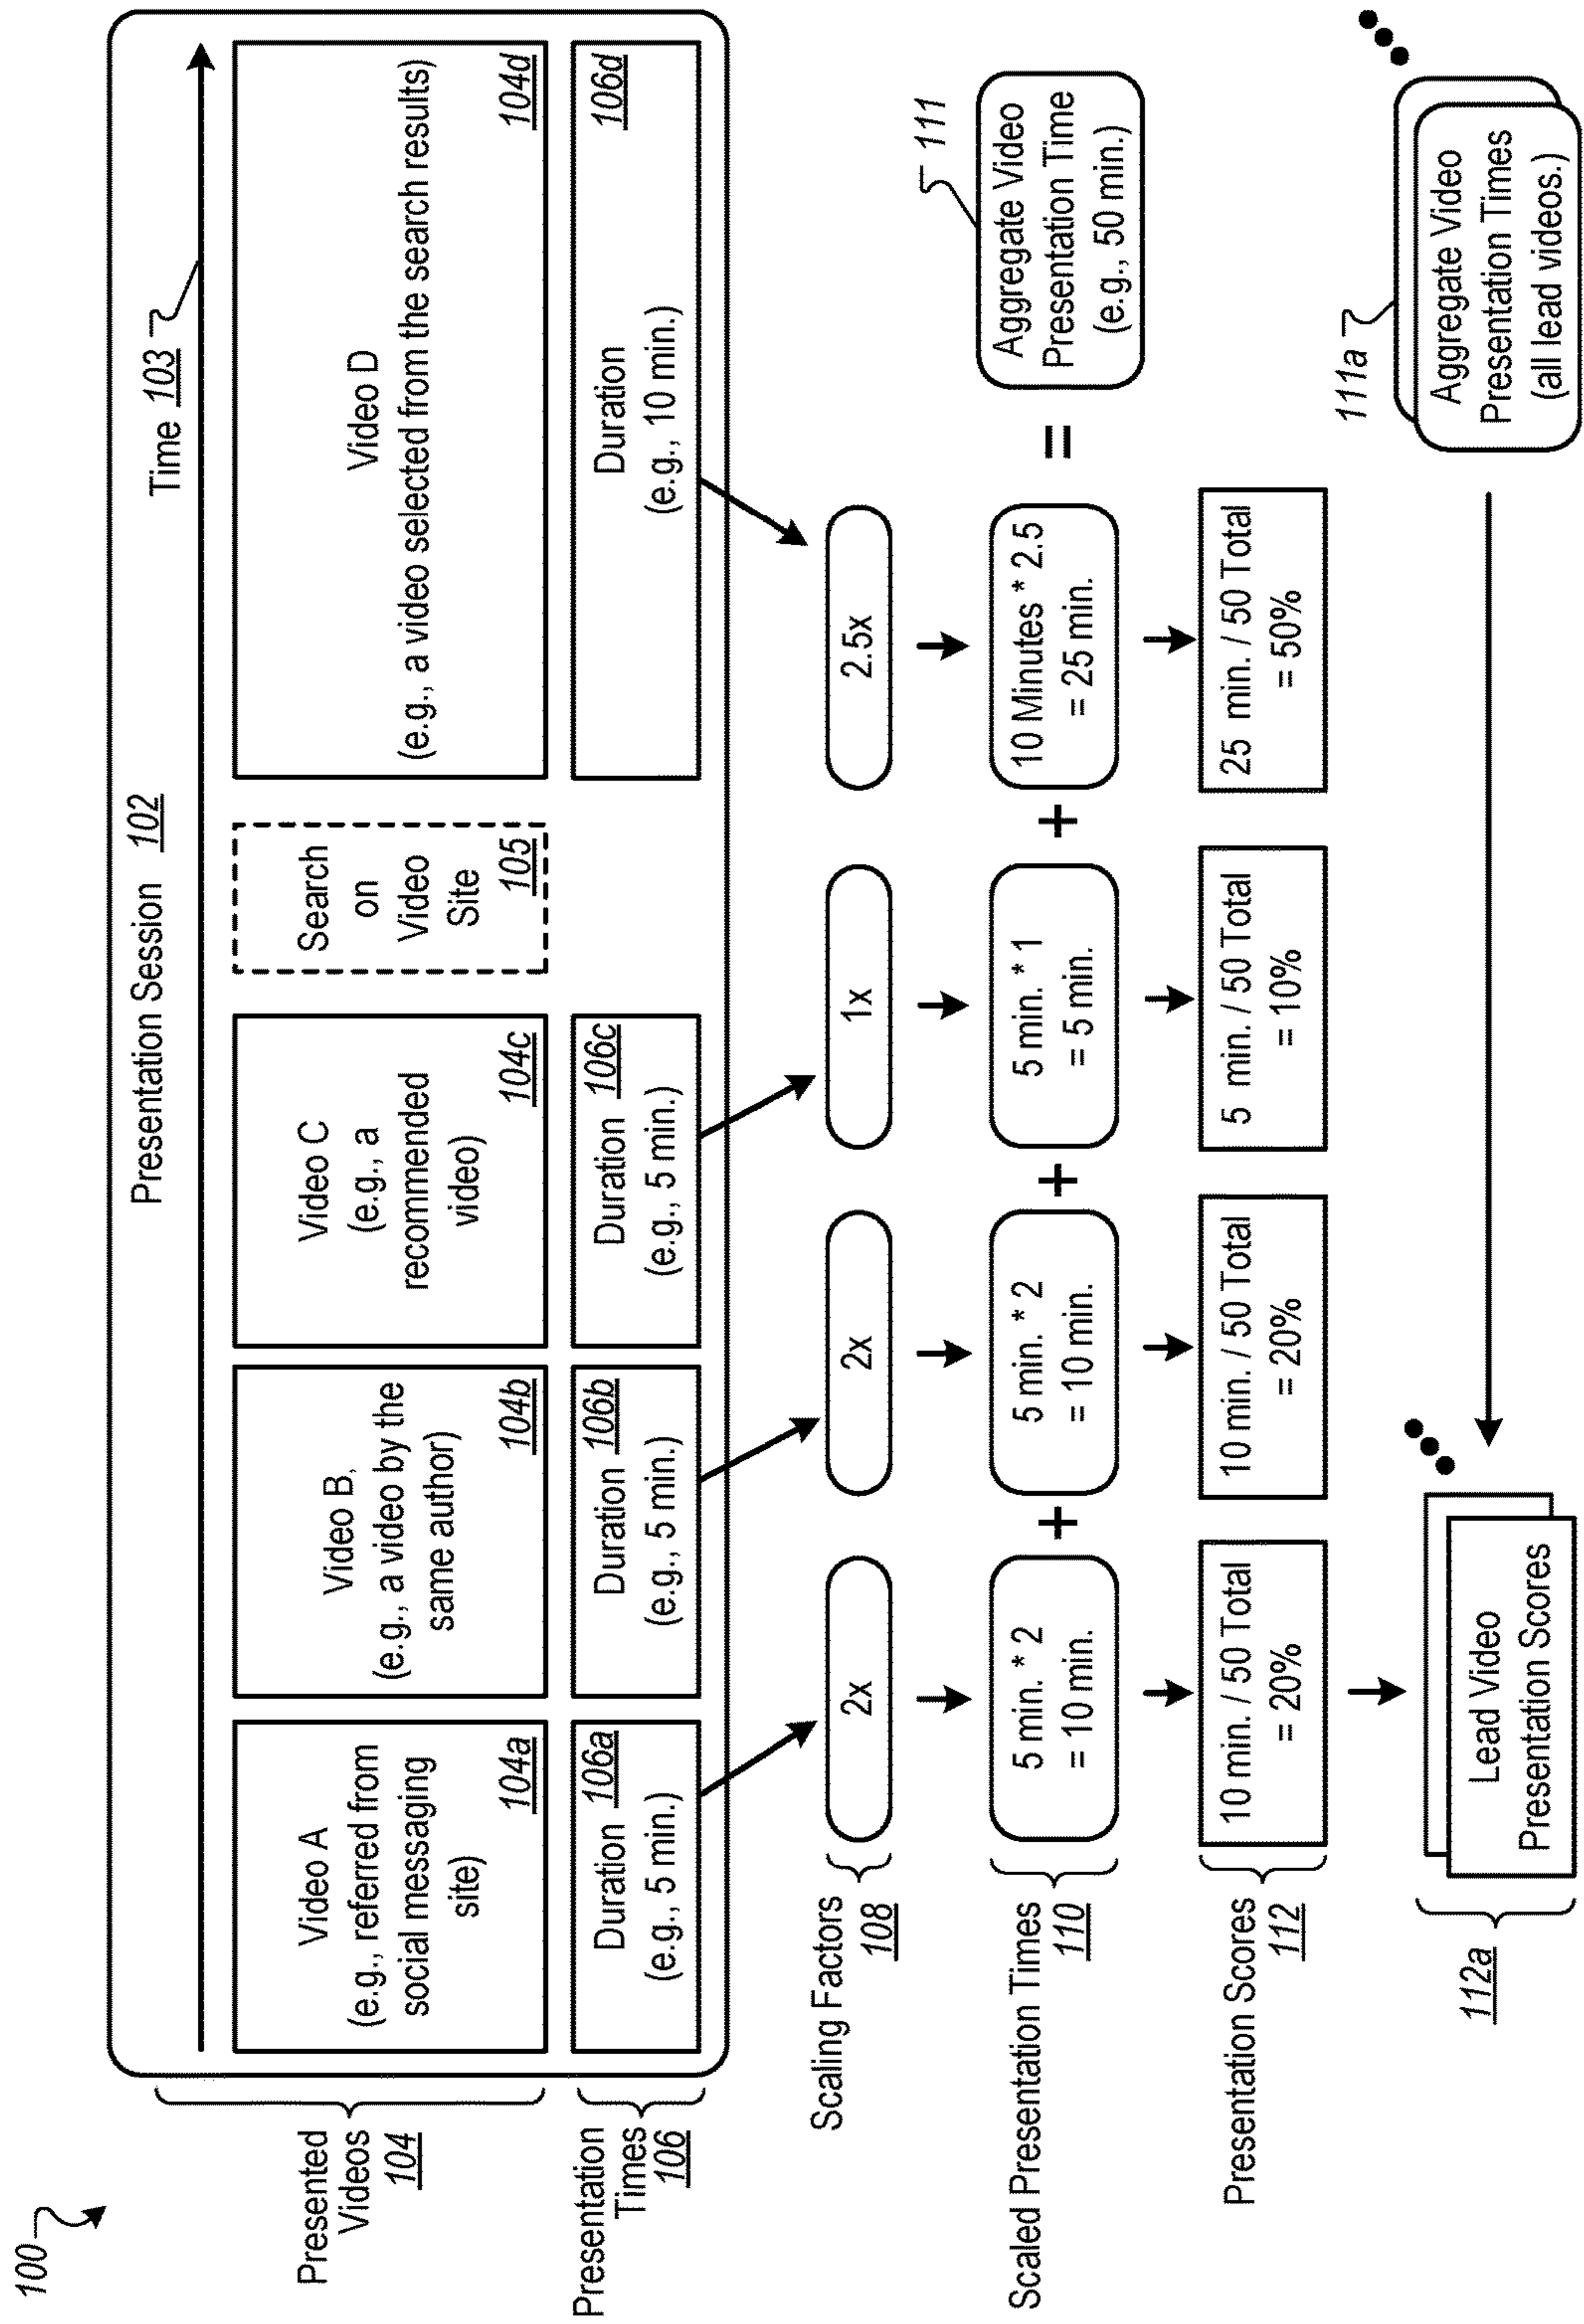 100
Presentation Session 102
Time 103
Presented
Videos
104
Video A
(e.g., referred from
social messaging
site)
104a
Video B,
(e.g., a video by the
same author)
104b
Video C
(e.g., a
recommended
video)
104c
Search
on
Video
Site
105
Video D
(e.g., a video selected from the search results)
104d
Presentation
Times
106
Duration 106a
(e.g., 5 min.)
Duration 106b
(e.g., 5 min.)
Duration 106c
(e.g., 5 min.)
Duration
(e.g., 10 min.)
106d
Scaling Factors
108
2x
2x
1x
2.5x
Scaled Presentation Times
110
5 min. * 2
= 10 min.
+
5 min. * 2
= 10 min.
+
5 min. * 1
= 5 min.
+
10 Minutes * 2.5
= 25 min.
=
Aggregate Video
Presentation Time
(e.g., 50 min.)
111
Presentation Scores
112
10 min. / 50 Total
= 20%
10 min. / 50 Total
= 20%
5 min. / 50 Total
= 10%
25 min. / 50 Total
= 50%
112a
Lead Video
Presentation Scores
111a
Aggregate Video
Presentation Times
(all lead videos.)